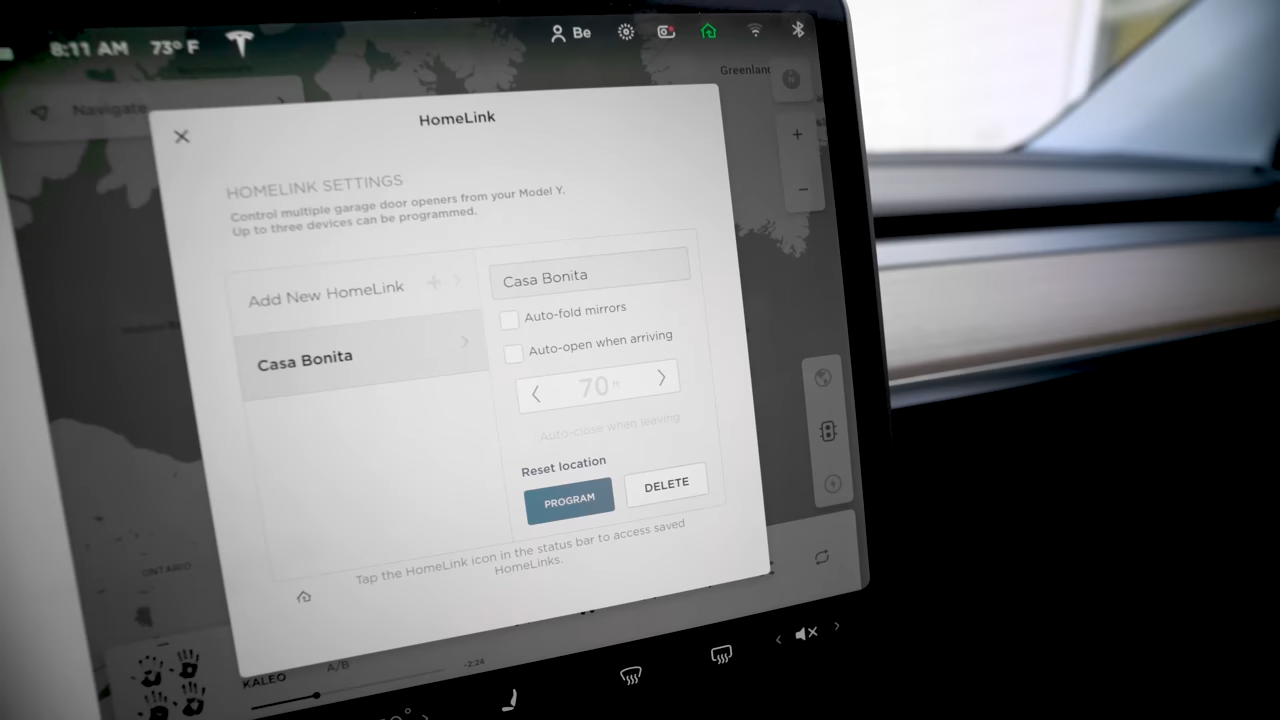 8:11 AM 73° F Be
Navigate
Greenland
HomeLink
HOMELINK SETTINGS
Control multiple garage door openers from your Model Y.
Up to three devices can be programmed.
Add New HomeLink
Casa Bonita
Casa Bonita
Auto-fold mirrors
Auto-open when arriving
70 ft
Auto-close when leaving
Reset location
PROGRAM
DELETE
Tap the HomeLink icon in the status bar to access saved
HomeLinks.
ONTARIO
KALEO
A/B
-2:24